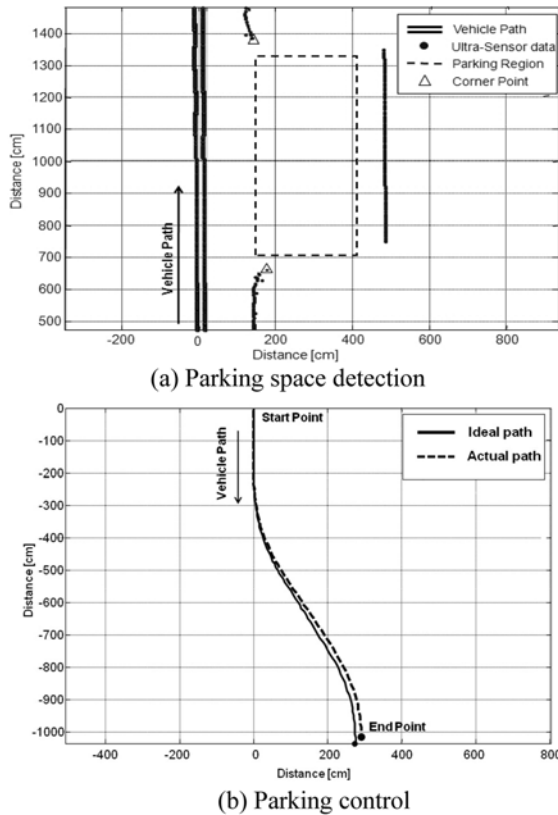 1400
1300
1200
1100
1000
900
800
700
600
500
Distance [cm]
Vehicle Path
Vehicle Path
Ultra-Sensor data
Parking Region
Corner Point
-200
0
200
400
600
800
Distance [cm]
(a) Parking space detection
0
-100
-200
-300
-400
-500
-600
-700
-800
-900
-1000
Distance [cm]
Start Point
Vehicle Path
Ideal path
Actual path
End Point
-400
-200
0
200
400
600
800
Distance [cm]
(b) Parking control